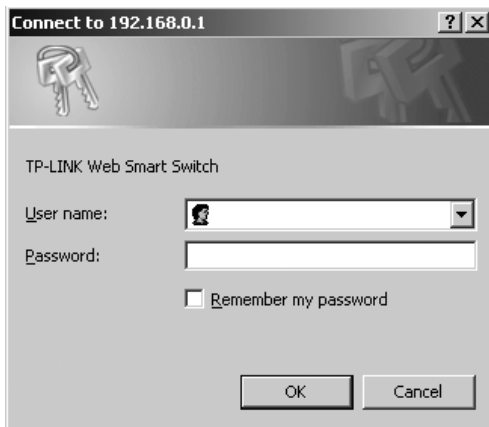 Connect to 192.168.0.1
TP-LINK Web Smart Switch
User name:
Password:
Remember my password
OK
Cancel